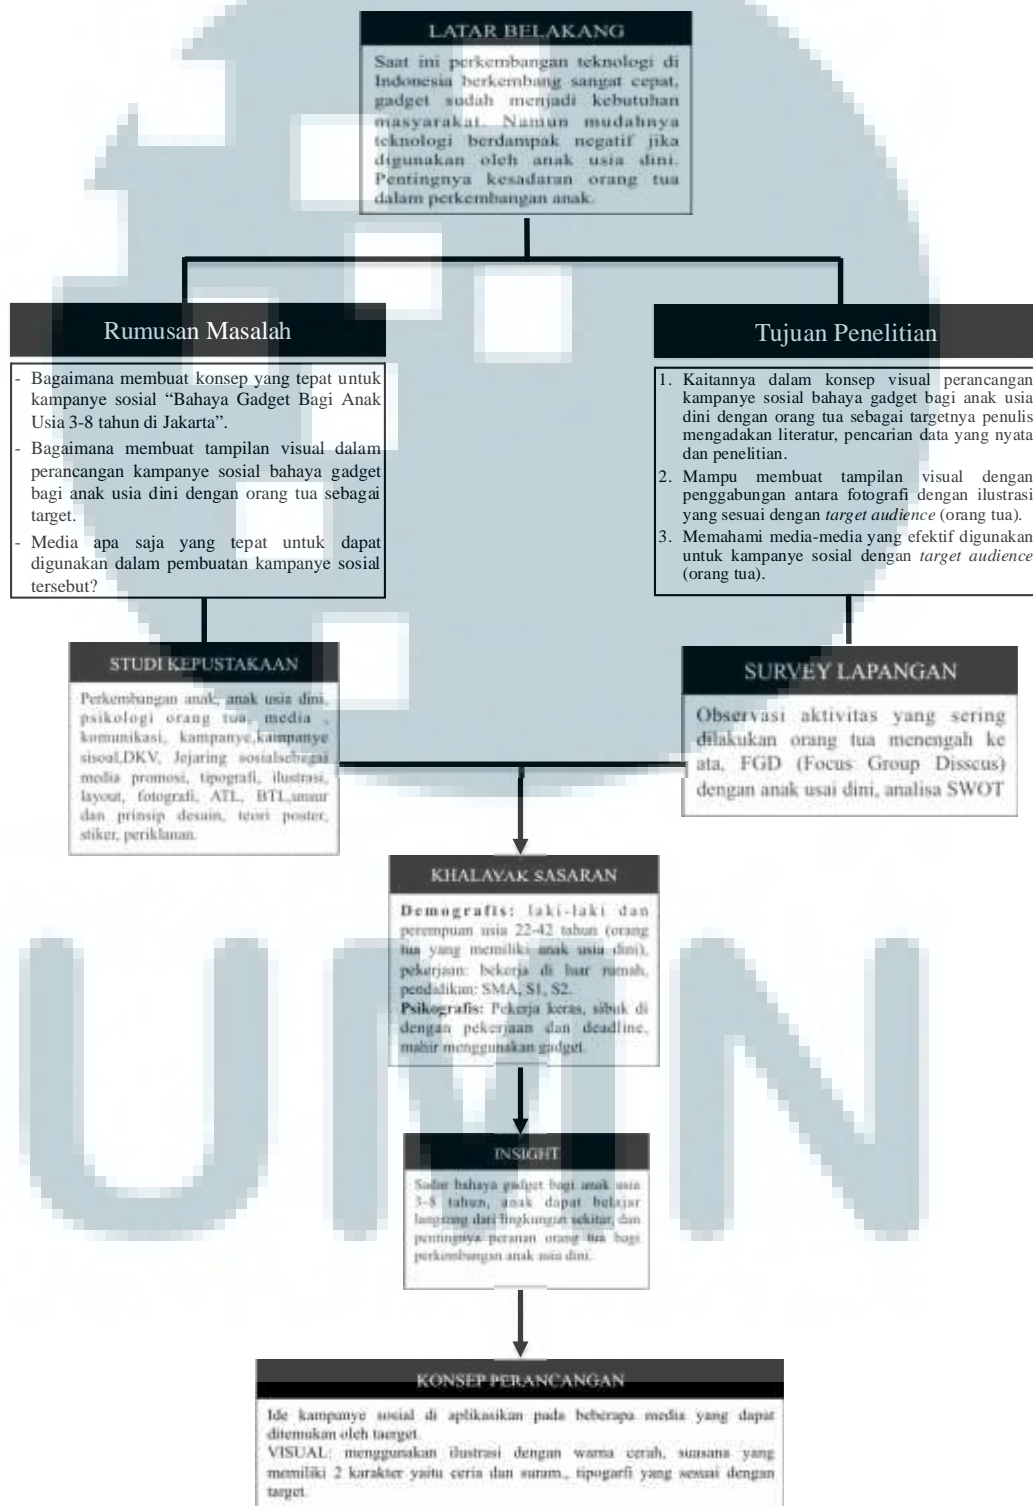 LATAR BELAKANG
Saat ini perkembangan teknologi di
Indonesia berkembang sangat cepat,
gadget sudah menjadi kebutuhan
masyarakat. Namun mudahnya
teknologi berdampak negatif jika
digunakan oleh anak usia dini.
Pentingnya kesadaran orang tua
dalam perkembangan anak.
Rumusan Masalah
- Bagaimana membuat konsep yang tepat untuk
kampanye sosial “Bahaya Gadget Bagi Anak
Usia 3-8 tahun di Jakarta”.
- Bagaimana membuat tampilan visual dalam
perancangan kampanye sosial bahaya gadget
bagi anak usia dini dengan orang tua sebagai
target.
- Media apa saja yang tepat untuk dapat
digunakan dalam pembuatan kampanye sosial
tersebut?
Tujuan Penelitian
1. Kaitannya dalam konsep visual perancangan
kampanye sosial bahaya gadget bagi anak usia
dini dengan orang tua sebagai targetnya penulis
mengadakan literatur, pencarian data yang nyata
dan penelitian.
2. Mampu membuat tampilan visual dengan
penggabungan antara fotografi dengan ilustrasi
yang sesuai dengan target audience (orang tua).
3. Memahami media-media yang efektif digunakan
untuk kampanye sosial dengan target audience
(orang tua).
STUDI KEPUSTAKAAN
Perkembangan anak, anak usia dini,
psikologi orang tua, media ,
komunikasi, kampanye,kampanye
sisoal,DKV, Jejaring sosialsebagai
media promosi, tipografi, ilustrasi,
layout, fotografi, ATL, BTL,unsur
dan prinsip desain, teori poster,
stiker, periklanan.
SURVEY LAPANGAN
Observasi aktivitas yang sering
dilakukan orang tua menengah ke
ata, FGD (Focus Group Disscus)
dengan anak usai dini, analisa SWOT
KHALAYAK SASARAN
Demografis: laki-laki dan
perempuan usia 22-42 tahun (orang
tua yang memiliki anak usia dini),
pekerjaan: bekerja di luar rumah,
pendidikan: SMA, S1, S2.
Psikografis: Pekerja keras, sibuk di
dengan pekerjaan dan deadline,
mahir menggunakan gadget.
INSIGHT
Sadar bahaya gadget bagi anak usia
3-8 tahun, anak dapat belajar
langsung dari lingkungan sekitar, dan
pentingnya peranan orang tua bagi
perkembangan anak usia dini.
KONSEP PERANCANGAN
Ide kampanye sosial di aplikasikan pada beberapa media yang dapat
ditemukan oleh taerget.
VISUAL: menggunakan ilustrasi dengan warna cerah, suasana yang
memiliki 2 karakter yaitu ceria dan suram., tipogarfi yang sesuai dengan
target.
UMN